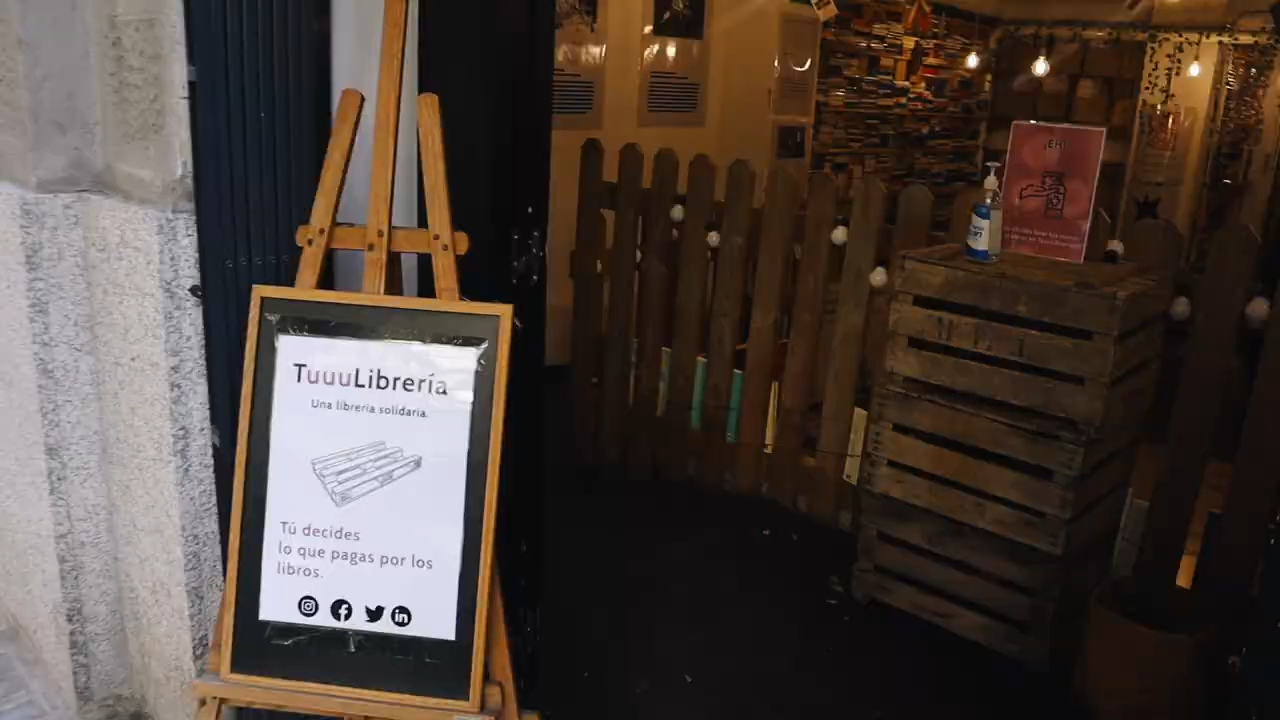 TuuuLibrería
Una librería solidaria.
Tú decides
lo que pagas por los
libros.
¡EH!